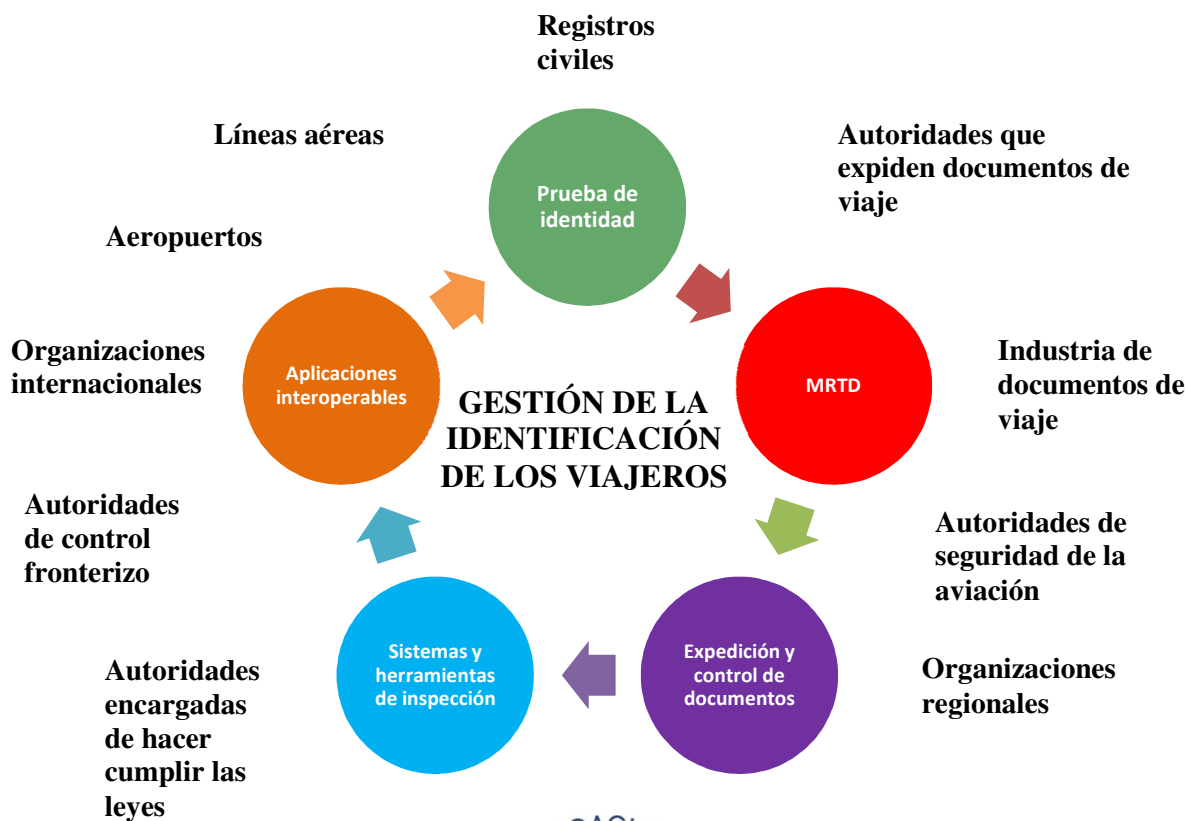 Registros
civiles
Líneas aéreas
Autoridades que
expiden documentos de
viaje
Prueba de
identidad
Aeropuertos
Organizaciones
internacionales
Aplicaciones
interoperables
GESTIÓN DE LA
IDENTIFICACIÓN
DE LOS VIAJEROS
MRTD
Industria de
documentos de
viaje
Autoridades
de control
fronterizo
Autoridades de
seguridad de la
aviación
Sistemas y
herramientas
de inspección
Expedición y
control de
documentos
Organizaciones
regionales
Autoridades
encargadas
de hacer
cumplir las
leyes